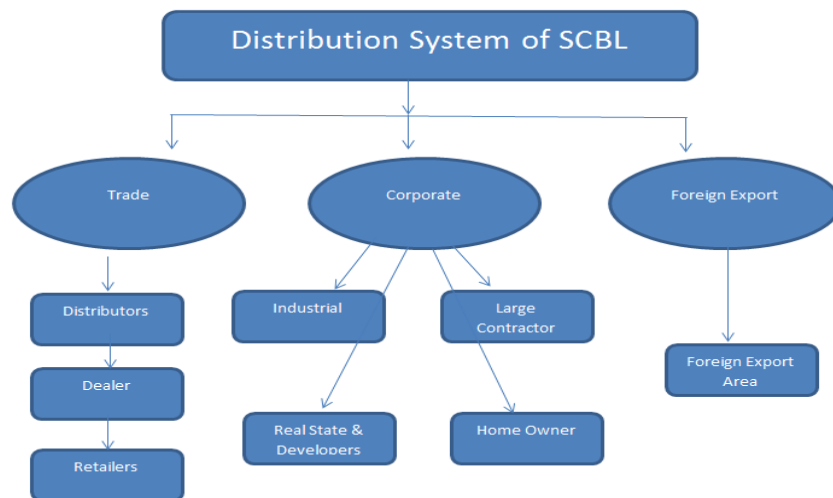 Distribution System of SCBL
Trade
Corporate
Foreign Export
Distributors
Dealer
Retailers
Industrial
Large
Contractor
Real State &
Developers
Home Owner
Foreign Export
Area